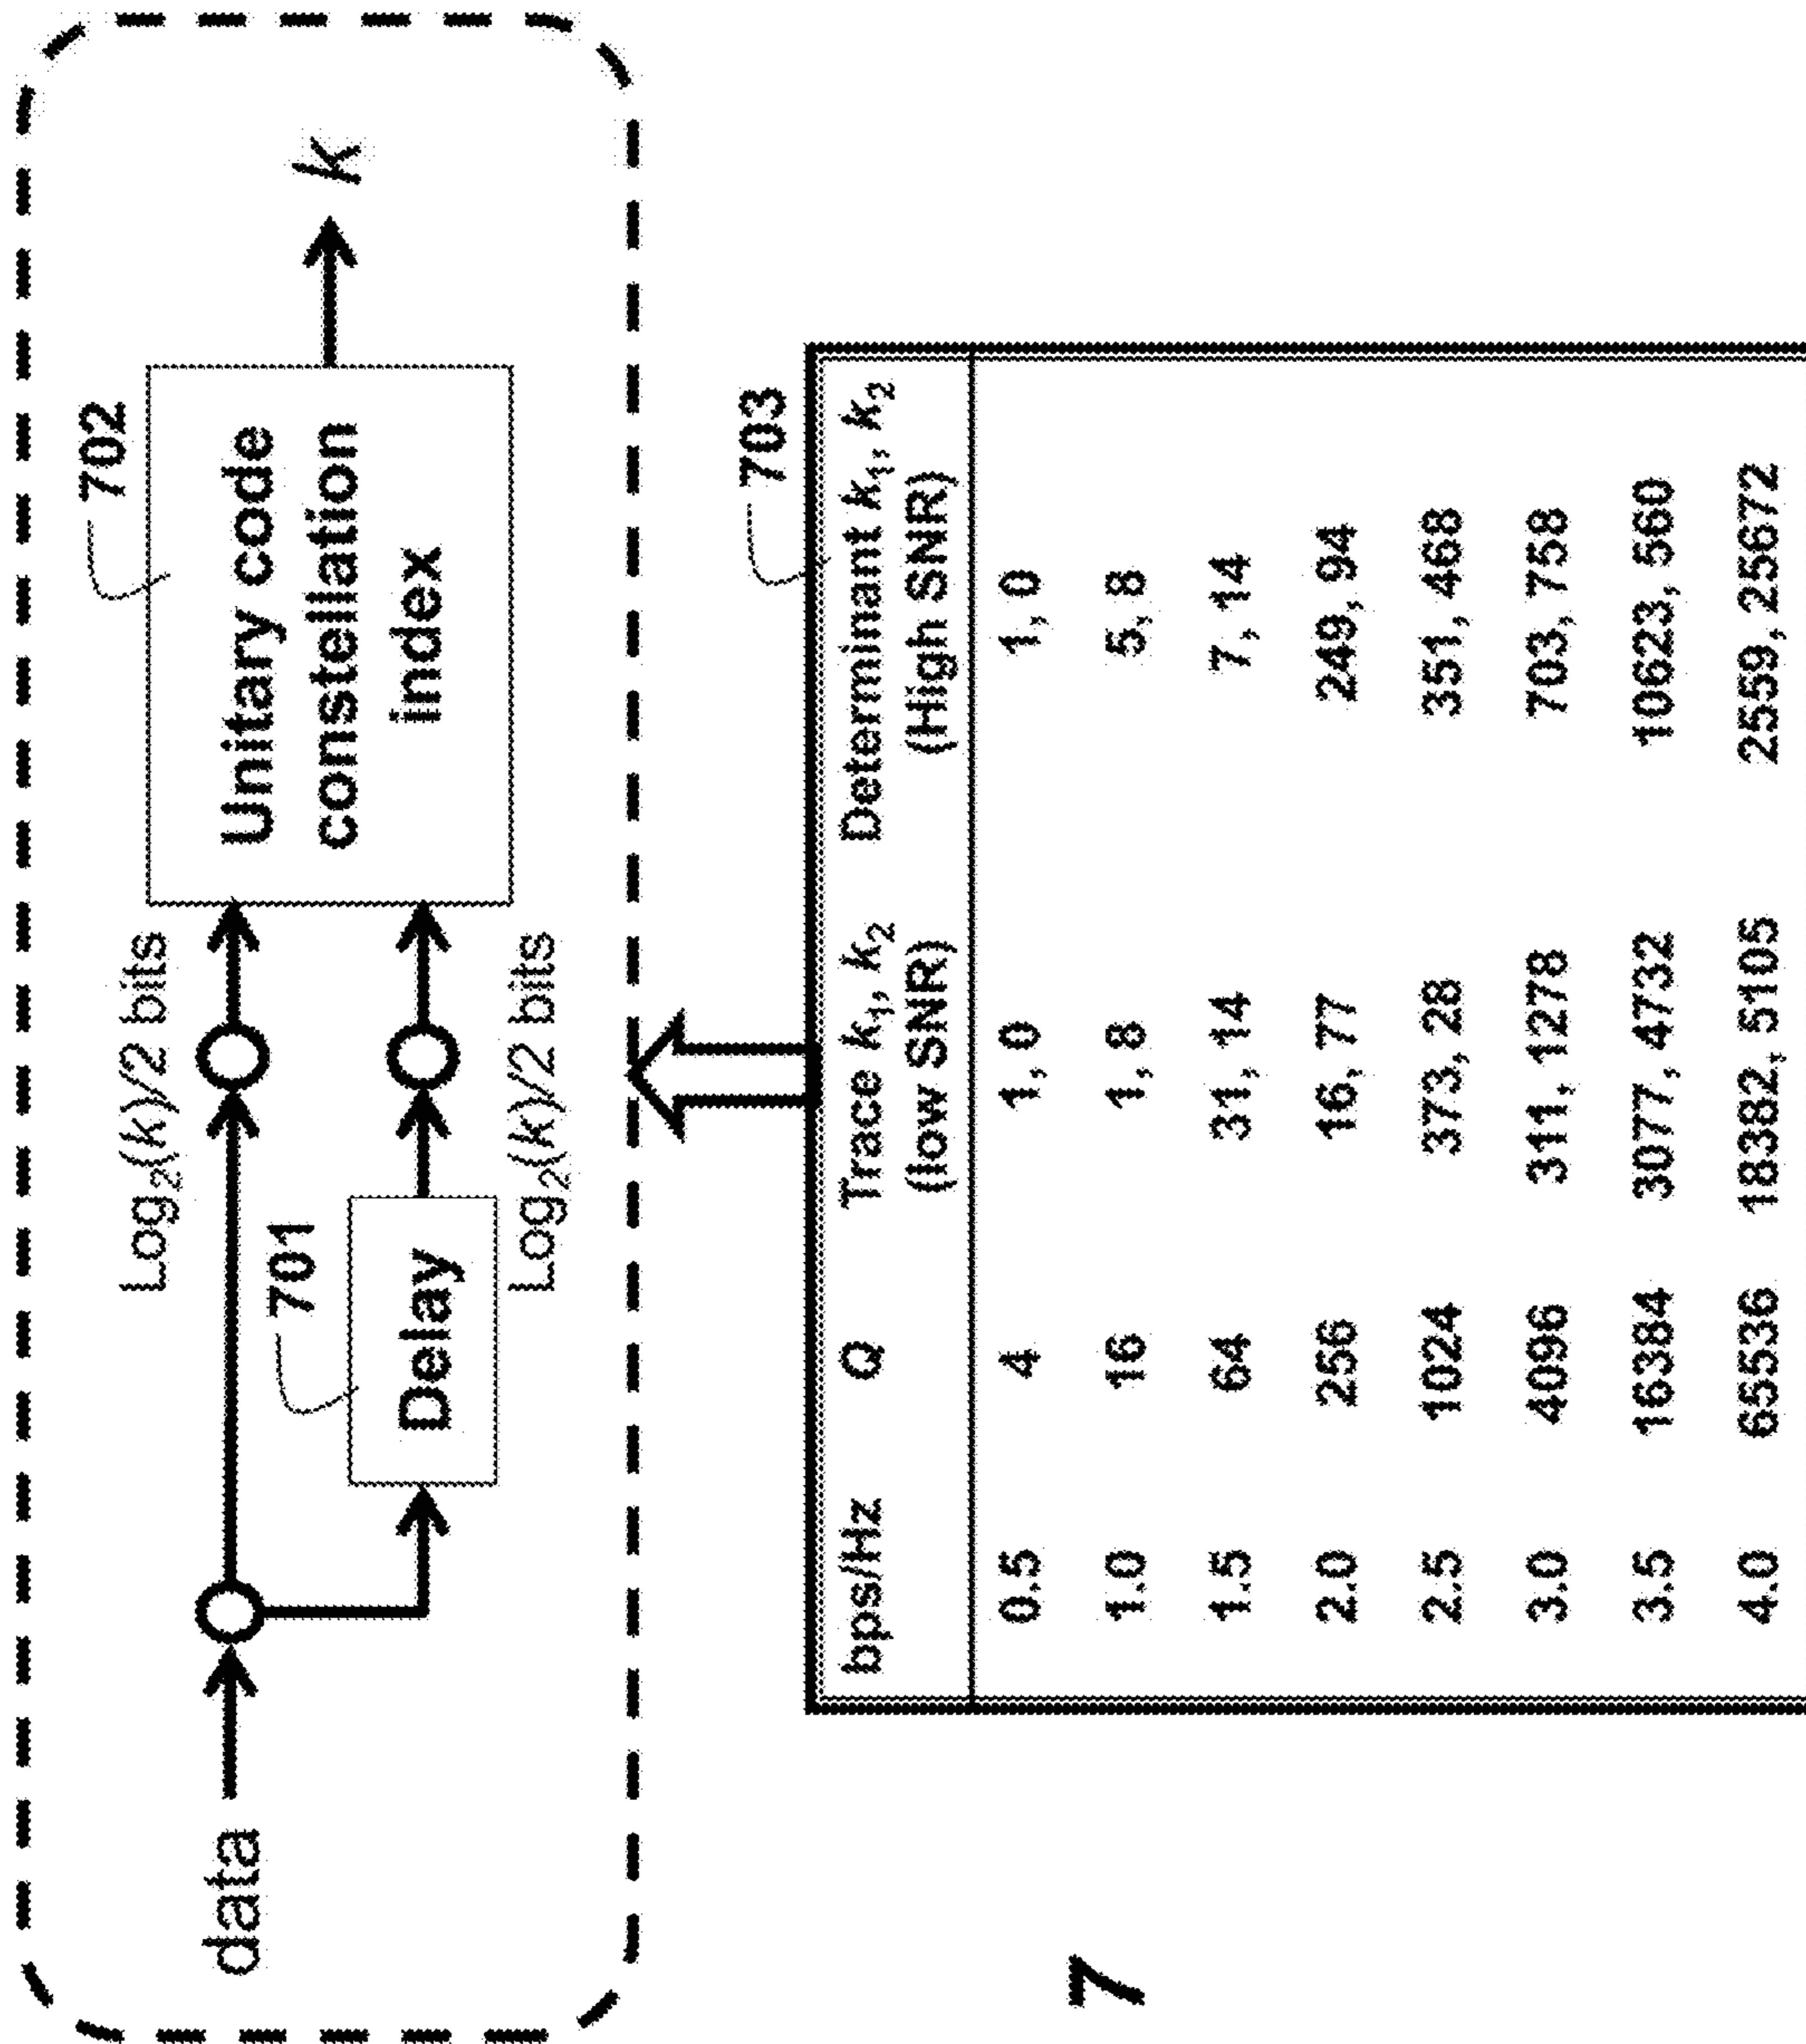 Log₂(k)/2 bits
702
data
Unitary code
constellation
index
k
701
Delay
Log₂(k)/2 bits
703
bps/Hz Q Trace k₁, k₂ Determinant k₁, k₂
(low SNR) (High SNR)
0.5 4 1, 0 1, 0
1.0 16 1, 8 5, 8
1.5 64 31, 14 7, 14
2.0 256 16, 77 249, 94
2.5 1024 373, 28 351, 468
3.0 4096 311, 1278 703, 758
3.5 16384 3077, 4732 10623, 560
4.0 65536 18382, 5105 2559, 25672
7